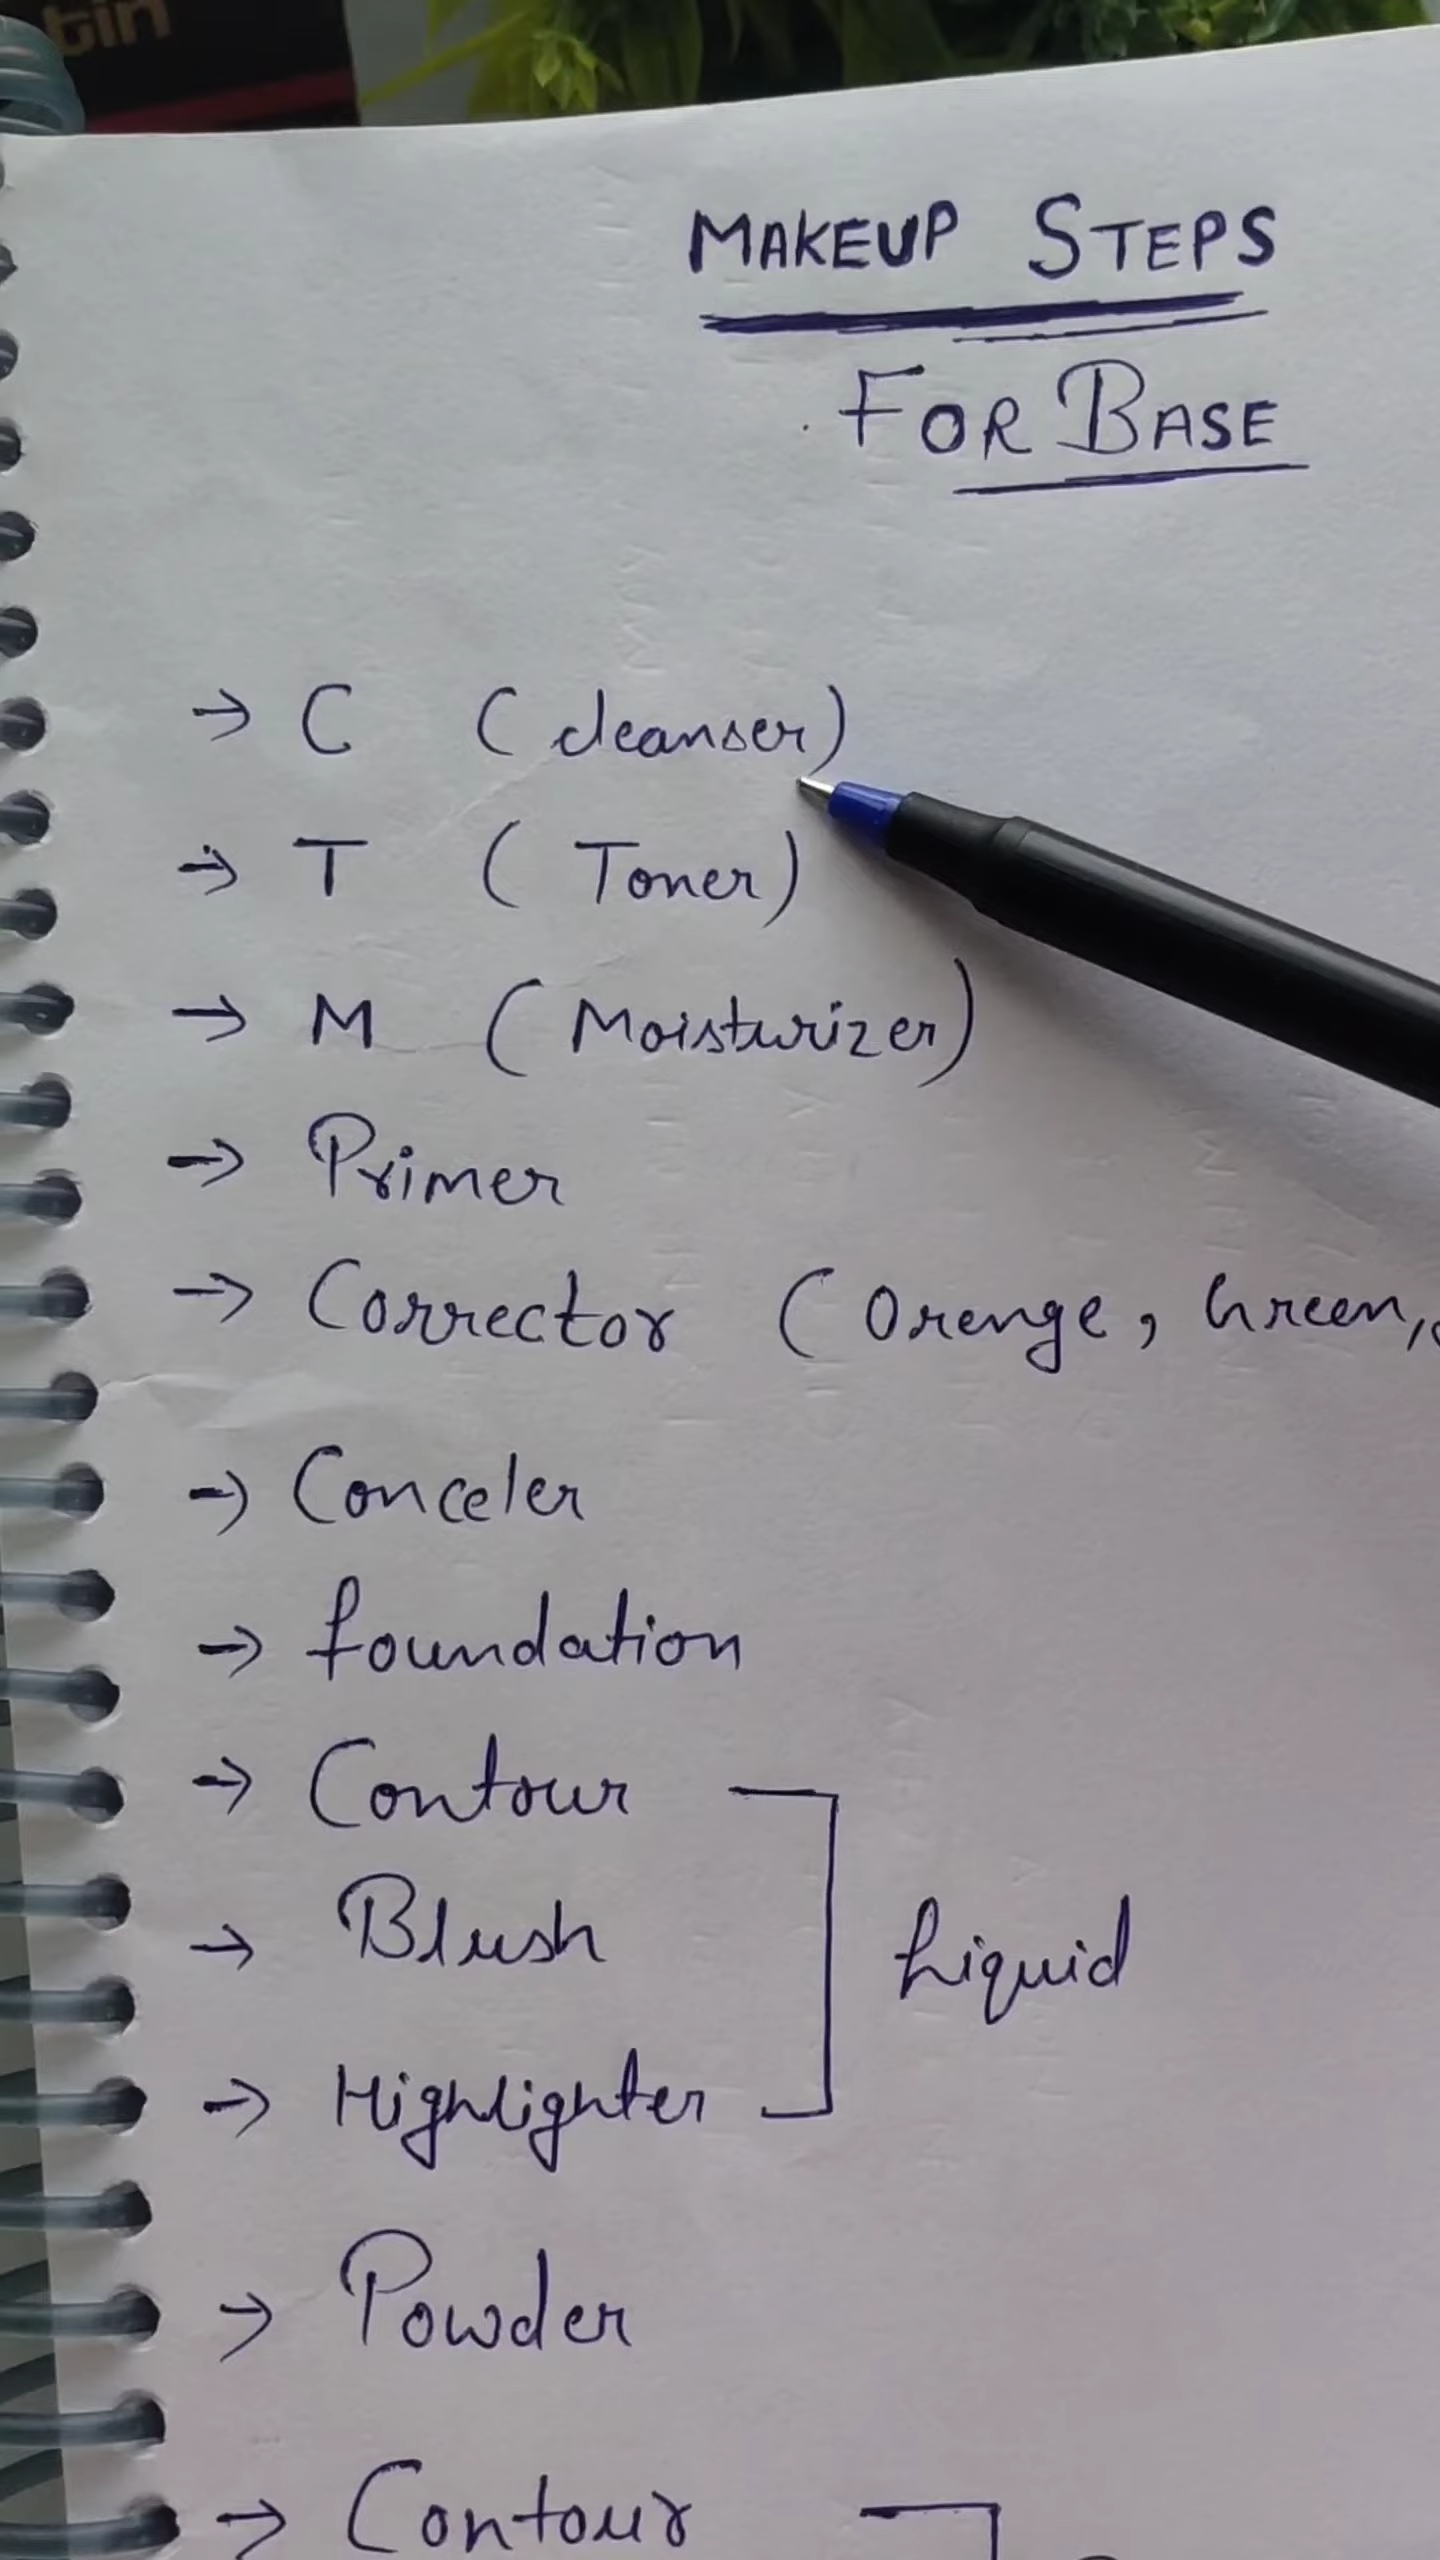 tin
MAKEUP STEPS
FOR BASE
→ C (cleanser)
→ T (Toner)
→ M (Moisturizer)
→ Primer
→ Corrector (Orenge, Green,
→ Conceler
→ foundation
→ Contour
→ Blush
Liquid
→ Highlighter
→ Powder
→ Contour